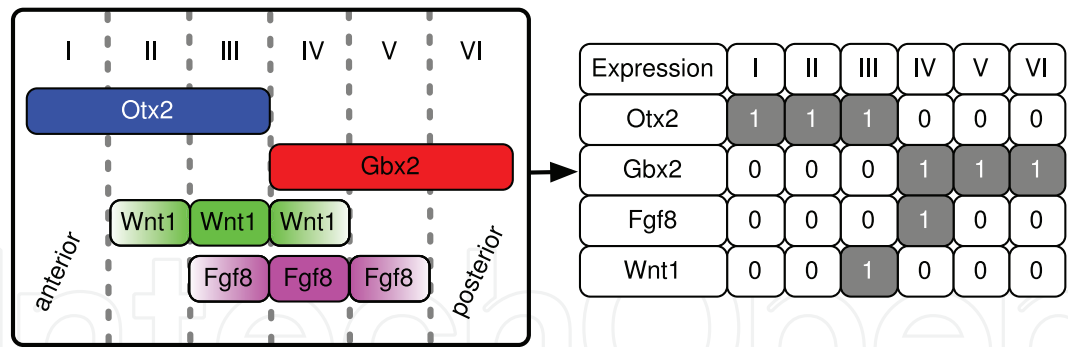 I II III IV V VI
Otx2
Gbx2
Wnt1 Wnt1 Wnt1
Fgf8 Fgf8 Fgf8
anterior
posterior
Expression I II III IV V VI
Otx2 1 1 1 0 0 0
Gbx2 0 0 0 1 1 1
Fgf8 0 0 0 1 0 0
Wnt1 0 0 1 0 0 0